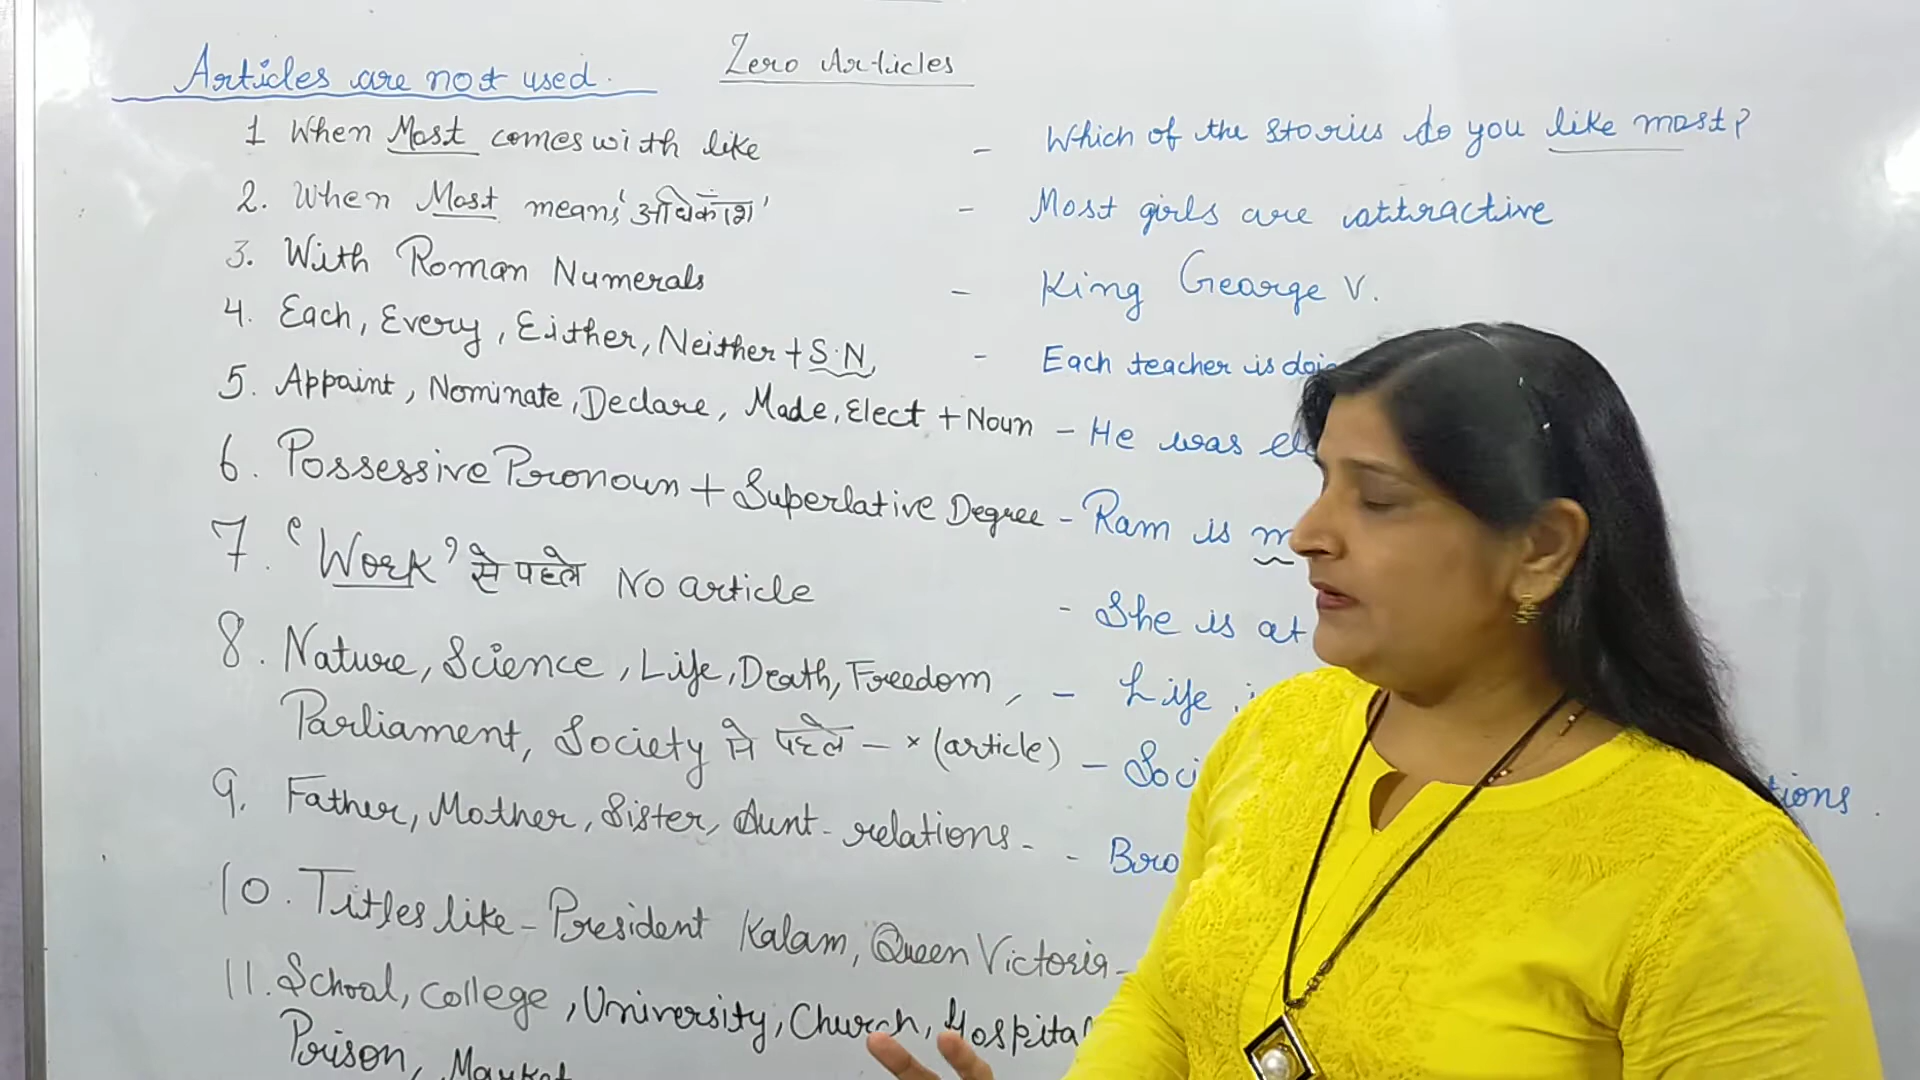 Articles are not used. Zero Articles
1 When Most comes with like - Which of the stories do you like most?
2. When Most means 'अधिकांश' - Most girls are attractive
3. With Roman Numerals - King George V.
4. Each, Every, Either, Neither + S.N, - Each teacher is doi
5. Appoint, Nominate, Declare, Made, Elect + Noun - He was
6. Possessive Pronoun + Superlative Degree - Ram is
7. 'Work' से पहले No article - She is at
8. Nature, Science, Life, Death, Freedom, - Life
Parliament, Society से पहले - × (article) - Soci tions.
9. Father, Mother, Sister, Aunt - relations - - Bro
10. Titles like - President Kalam, Queen Victoria -
11. School, College, University, Church, Hospital
Prison, Market